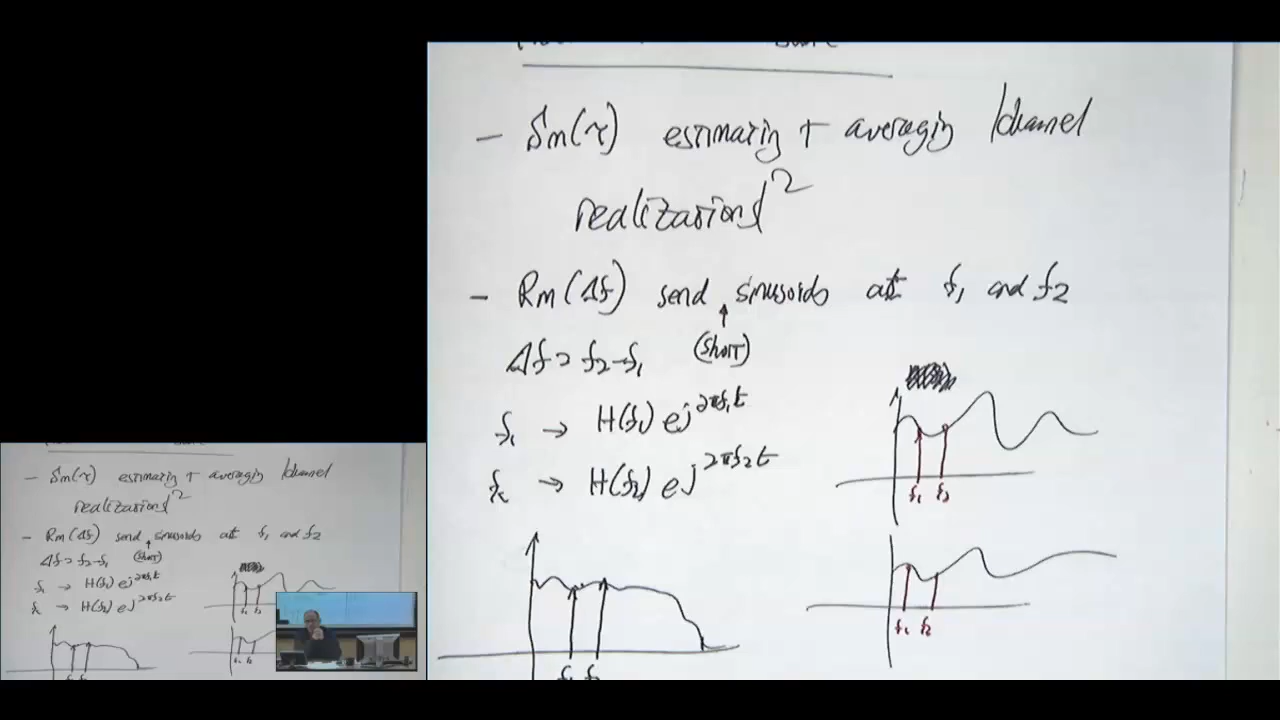 - Sm(τ) estimating + averaging |channel
realizations|²
- Rm(Δf) send sinusoids at f₁ and f₂
(short)
Δf = f₂-f₁
f₁ → H(f₁) e^j2πf₁t
f₂ → H(f₂) e^j2πf₂t
f₁ f₂
f₁ f₂
f₁ f₂